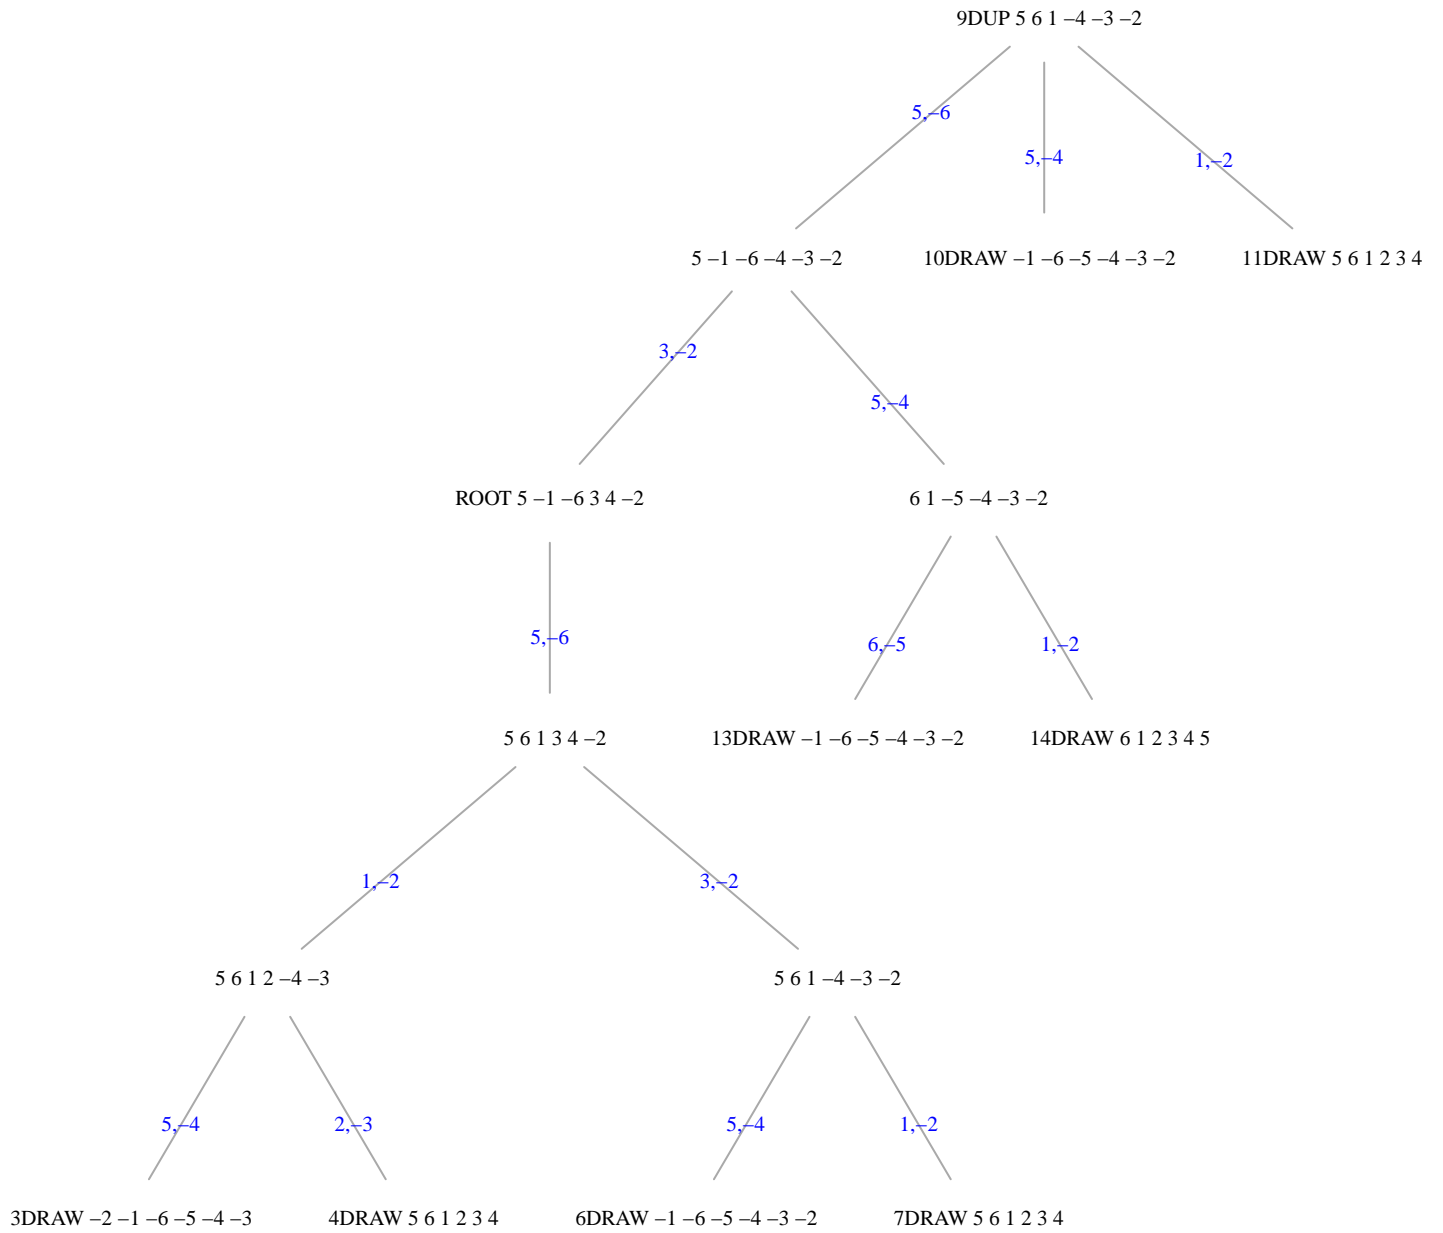 9DUP 5 6 1 –4 –3 –2
5,–6
5,–4
1,–2
5 –1 –6 –4 –3 –2
10DRAW –1 –6 –5 –4 –3 –2
11DRAW 5 6 1 2 3 4
3,–2
5,–4
ROOT 5 –1 –6 3 4 –2
6 1 –5 –4 –3 –2
5,–6
6,–5
1,–2
5 6 1 3 4 –2
13DRAW –1 –6 –5 –4 –3 –2
14DRAW 6 1 2 3 4 5
1,–2
3,–2
5 6 1 2 –4 –3
5 6 1 –4 –3 –2
5,–4
2,–3
5,–4
1,–2
3DRAW –2 –1 –6 –5 –4 –3
4DRAW 5 6 1 2 3 4
6DRAW –1 –6 –5 –4 –3 –2
7DRAW 5 6 1 2 3 4